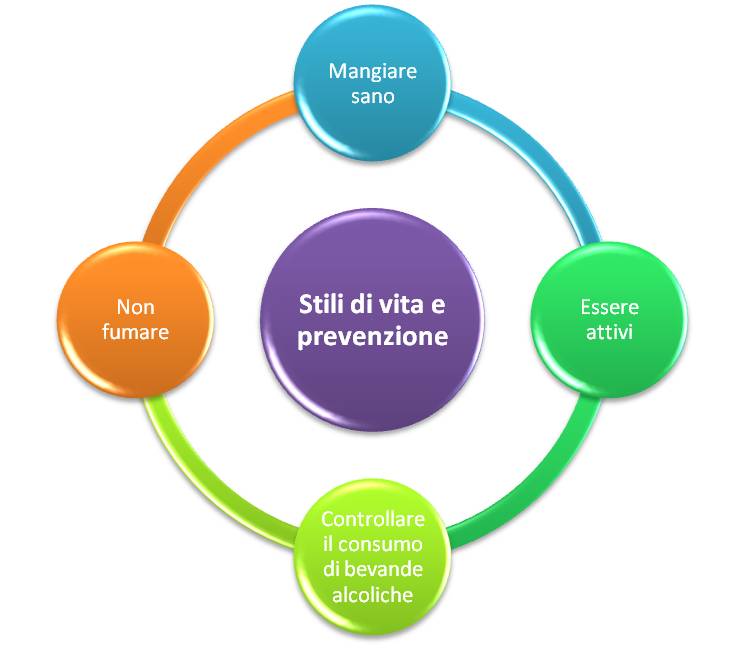 Mangiare
sano
Stili di vita e
prevenzione
Non
fumare
Essere
attivi
Controllare
il consumo
di bevande
alcoliche